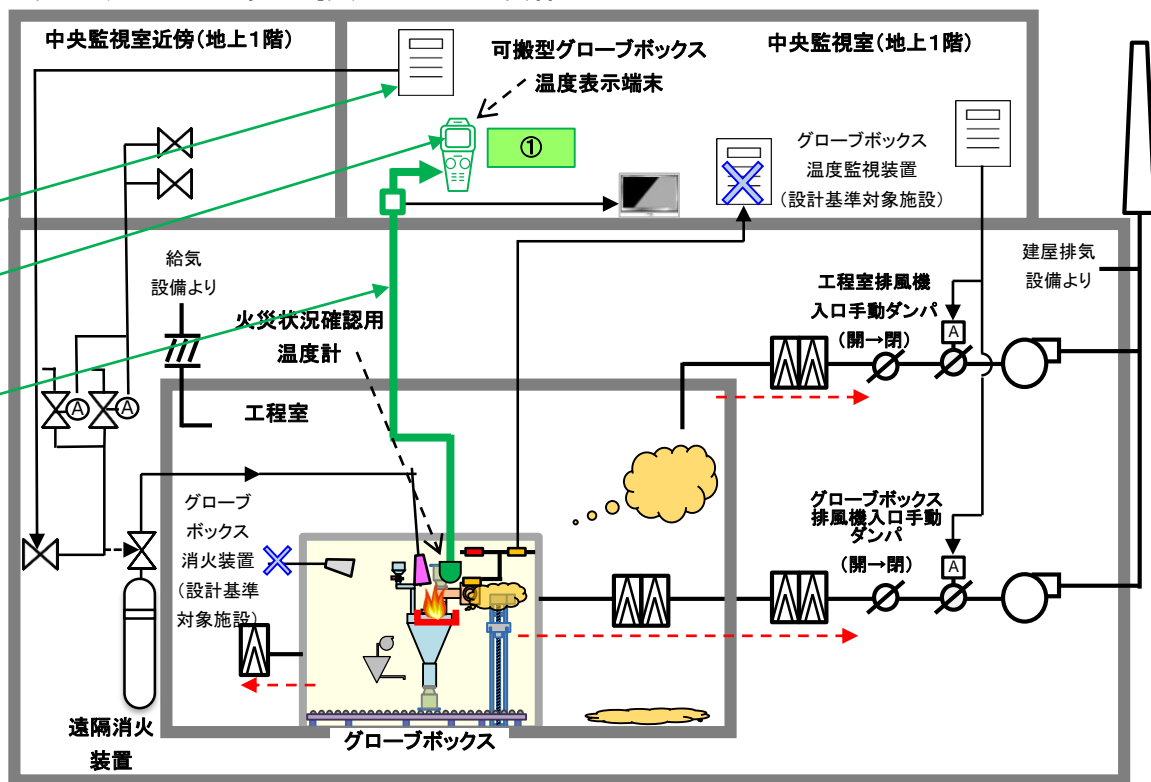 中央監視室近傍(地上1階)
中央監視室(地上1階)
可搬型グローブボックス
温度表示端末
①
グローブボックス
温度監視装置
(設計基準対象施設)
給気
設備より
火災状況確認用
温度計
工程室排風機
入口手動ダンパ
(開→閉)
建屋排気
設備より
A
A
A
工程室
グローブ
ボックス
消火装置
(設計基準
対象施設)
グローブボックス
排風機入口手動
ダンパ
(開→閉)
A
遠隔消火
装置
グローブボックス